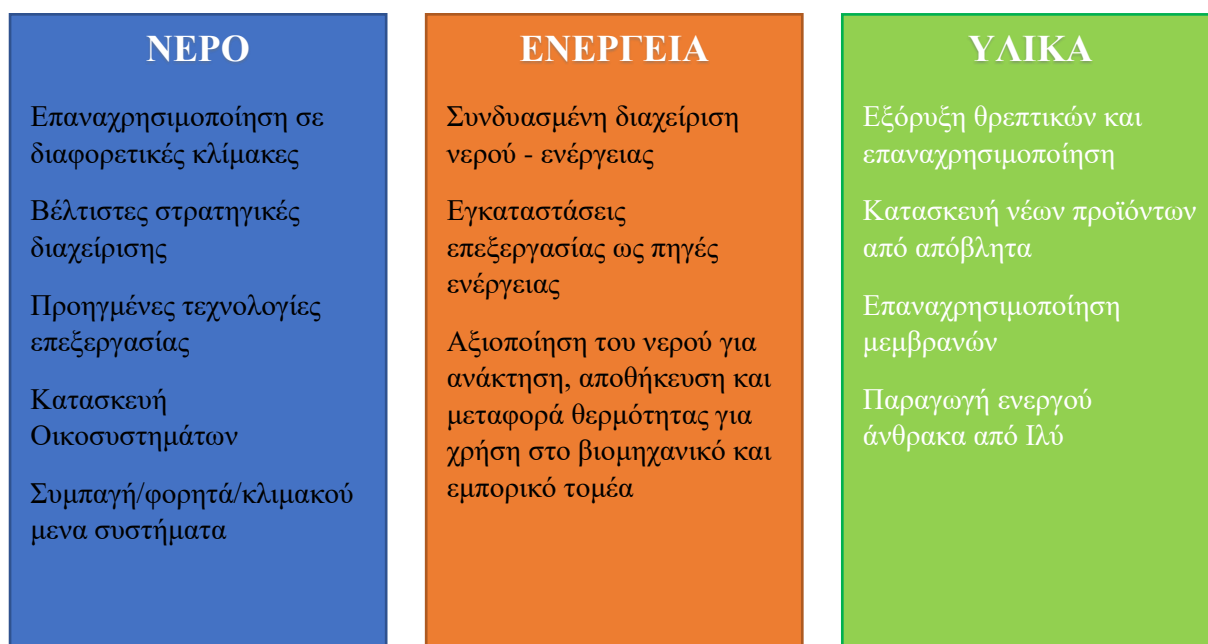 ΝΕΡΟ
Επαναχρησιμοποίηση σε
διαφορετικές κλίμακες
Βέλτιστες στρατηγικές
διαχείρισης
Προηγμένες τεχνολογίες
επεξεργασίας
Κατασκευή
Οικοσυστημάτων
Συμπαγή/φορητά/κλιμακού
μενα συστήματα
ΕΝΕΡΓΕΙΑ
Συνδυασμένη διαχείριση
νερού - ενέργειας
Εγκαταστάσεις
επεξεργασίας ως πηγές
ενέργειας
Αξιοποίηση του νερού για
ανάκτηση, αποθήκευση και
μεταφορά θερμότητας για
χρήση στο βιομηχανικό και
εμπορικό τομέα
ΥΛΙΚΑ
Εξόρυξη θρεπτικών και
επαναχρησιμοποίηση
Κατασκευή νέων προϊόντων
από απόβλητα
Επαναχρησιμοποίηση
μεμβρανών
Παραγωγή ενεργού
άνθρακα από Ιλύ